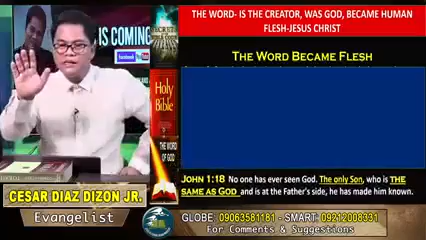 THE WORD- IS THE CREATOR, WAS GOD, BECAME HUMAN
FLESH-JESUS CHRIST
IS COMING
THE WORD BECAME FLESH
Holy
Bible
THE WORD
OF GOD
JOHN 1:18 No one has ever seen God. The only Son, who is THE
SAME AS GOD and is at the Father's side, he has made him known.
CESAR DIAZ DIZON JR.
Evangelist
GLOBE 09063581181 - SMART: 09212008331
For Comments & Suggestions